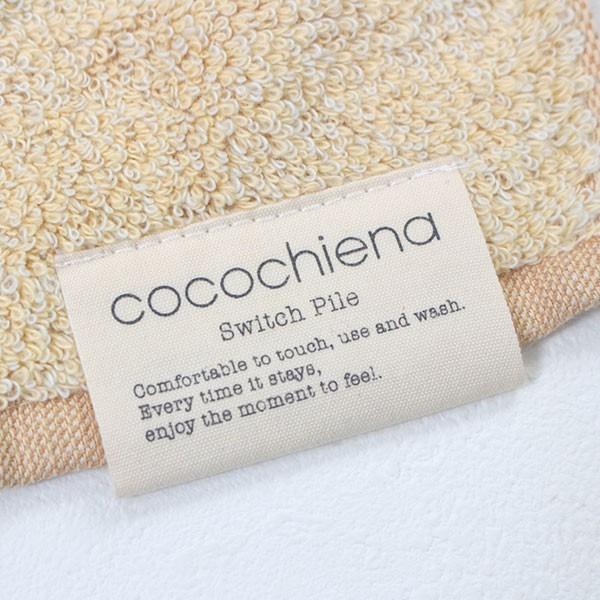 cocochiena
Switch Pile
Comfortable to touch, use and wash.
Every time it stays,
enjoy the moment to feel.